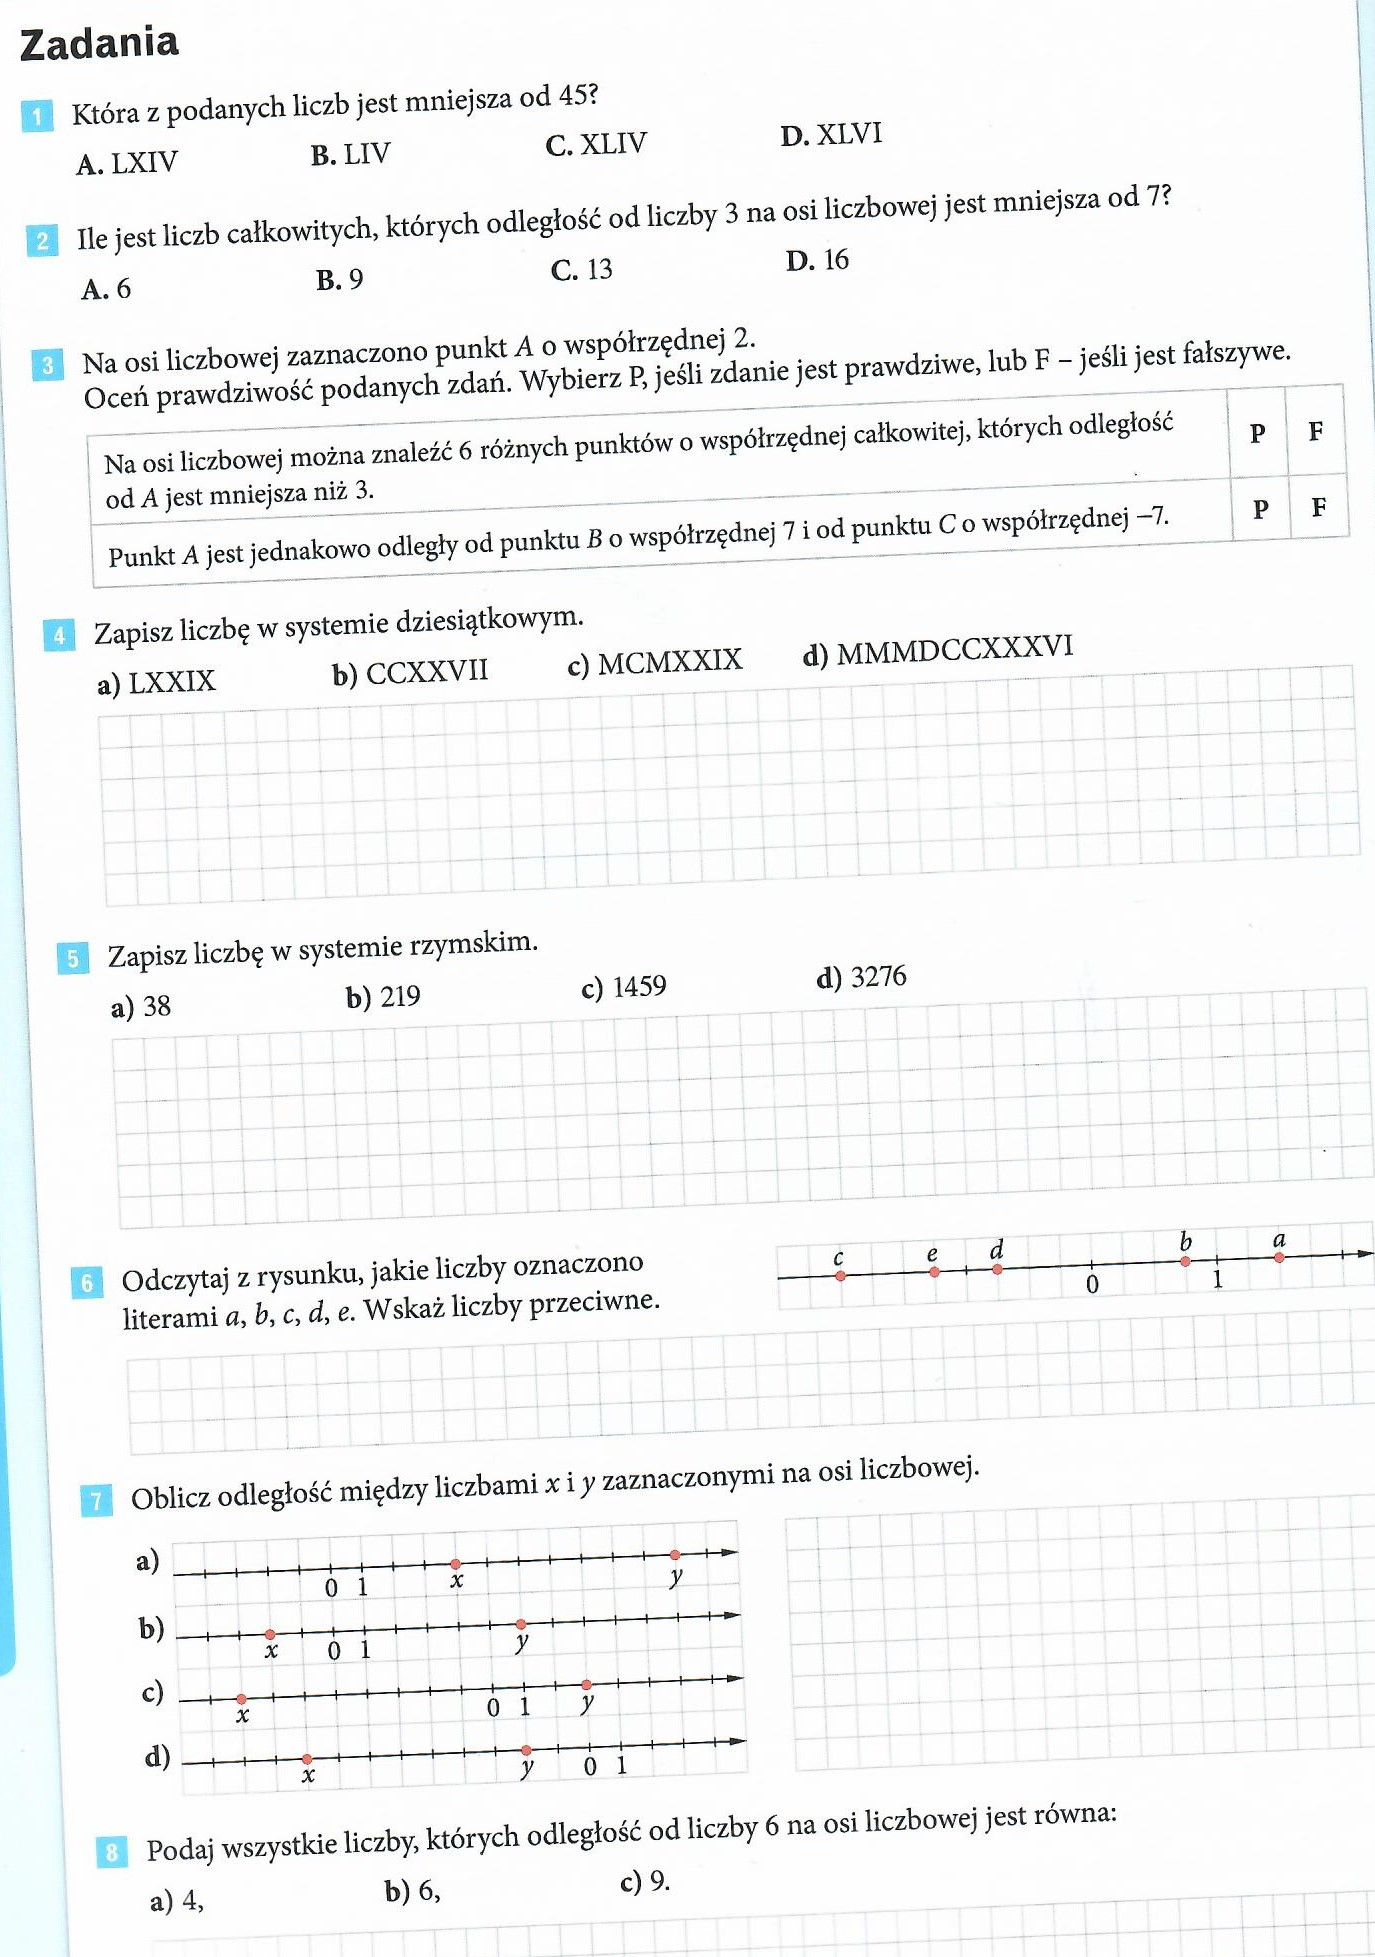 Zadania
1 Która z podanych liczb jest mniejsza od 45?
A. LXIV B. LIV C. XLIV D. XLVI
2 Ile jest liczb całkowitych, których odległość od liczby 3 na osi liczbowej jest mniejsza od 7?
A. 6 B. 9 C. 13 D. 16
3 Na osi liczbowej zaznaczono punkt A o współrzędnej 2.
Oceń prawdziwość podanych zdań. Wybierz P, jeśli zdanie jest prawdziwe, lub F – jeśli jest fałszywe.
Na osi liczbowej można znaleźć 6 różnych punktów o współrzędnej całkowitej, których odległość P F
od A jest mniejsza niż 3.
Punkt A jest jednakowo odległy od punktu B o współrzędnej 7 i od punktu C o współrzędnej –7. P F
4 Zapisz liczbę w systemie dziesiątkowym.
a) LXXIX b) CCXXVII c) MCMXXIX d) MMMDCCXXXVI
5 Zapisz liczbę w systemie rzymskim.
a) 38 b) 219 c) 1459 d) 3276
6 Odczytaj z rysunku, jakie liczby oznaczono
literami a, b, c, d, e. Wskaż liczby przeciwne.
c e d b a
0 1
7 Oblicz odległość między liczbami x i y zaznaczonymi na osi liczbowej.
a) 0 1 x y
b) x 0 1 y
c) x 0 1 y
d) x y 0 1
8 Podaj wszystkie liczby, których odległość od liczby 6 na osi liczbowej jest równa:
a) 4, b) 6, c) 9.